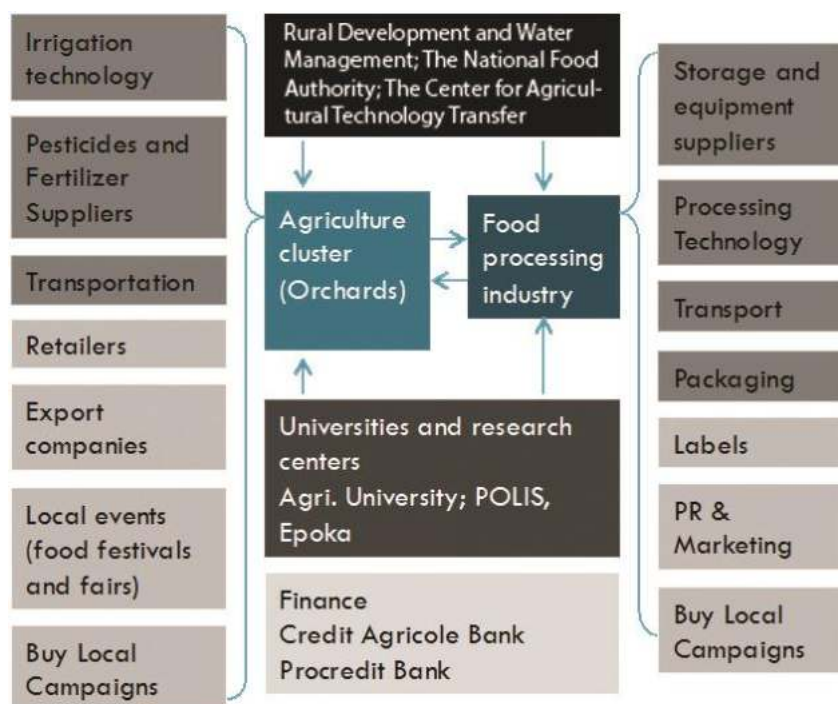 Irrigation
technology
Pesticides and
Fertilizer
Suppliers
Transportation
Retailers
Export
companies
Local events
(food festivals
and fairs)
Buy Local
Campaigns
Rural Development and Water
Management; The National Food
Authority; The Center for Agricul-
tural Technology Transfer
Agriculture
cluster
(Orchards)
Food
processing
industry
Universities and research
centers
Agri. University; POLIS,
Epoka
Finance
Credit Agricole Bank
Procredit Bank
Storage and
equipment
suppliers
Processing
Technology
Transport
Packaging
Labels
PR &
Marketing
Buy Local
Campaigns